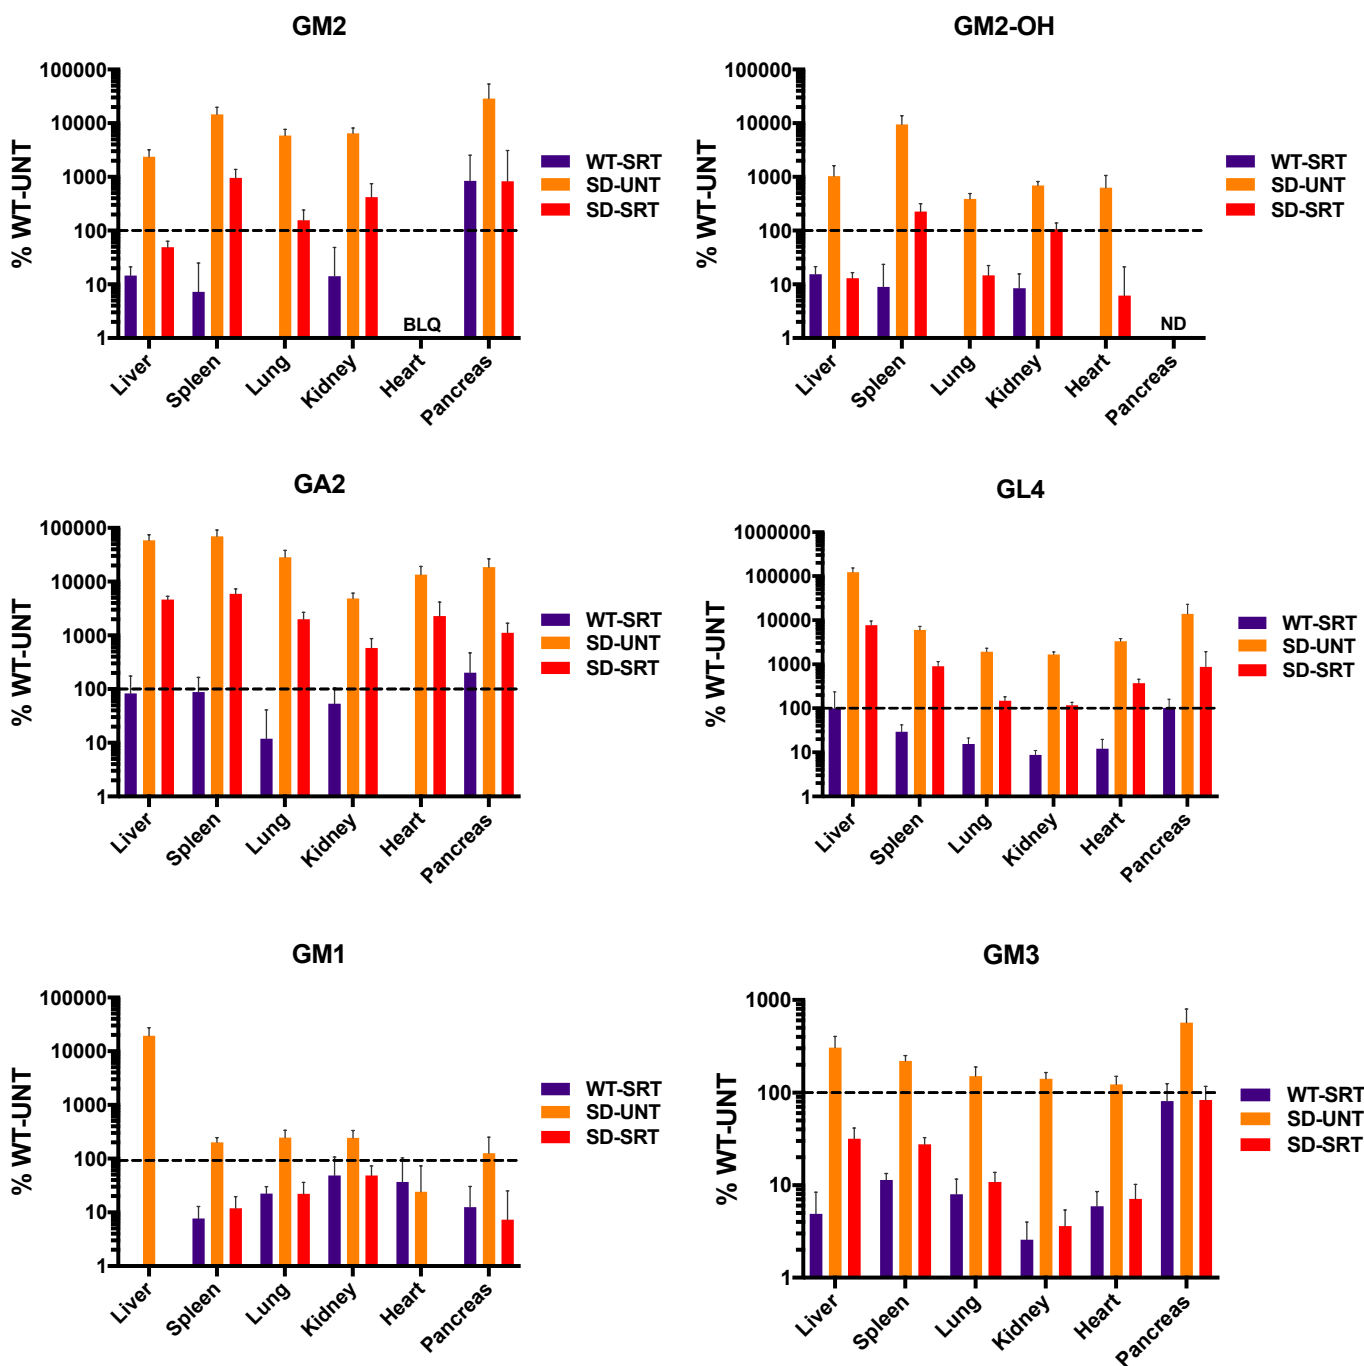 GM2
% WT-UNT
100000
10000
1000
100
10
1
BLQ
Liver
Spleen
Lung
Kidney
Heart
Pancreas
WT-SRT
SD-UNT
SD-SRT
GM2-OH
% WT-UNT
100000
10000
1000
100
10
1
ND
Liver
Spleen
Lung
Kidney
Heart
Pancreas
WT-SRT
SD-UNT
SD-SRT
GA2
% WT-UNT
100000
10000
1000
100
10
1
Liver
Spleen
Lung
Kidney
Heart
Pancreas
WT-SRT
SD-UNT
SD-SRT
GL4
% WT-UNT
1000000
100000
10000
1000
100
10
1
Liver
Spleen
Lung
Kidney
Heart
Pancreas
WT-SRT
SD-UNT
SD-SRT
GM1
% WT-UNT
100000
10000
1000
100
10
1
Liver
Spleen
Lung
Kidney
Heart
Pancreas
WT-SRT
SD-UNT
SD-SRT
GM3
% WT-UNT
1000
100
10
1
Liver
Spleen
Lung
Kidney
Heart
Pancreas
WT-SRT
SD-UNT
SD-SRT